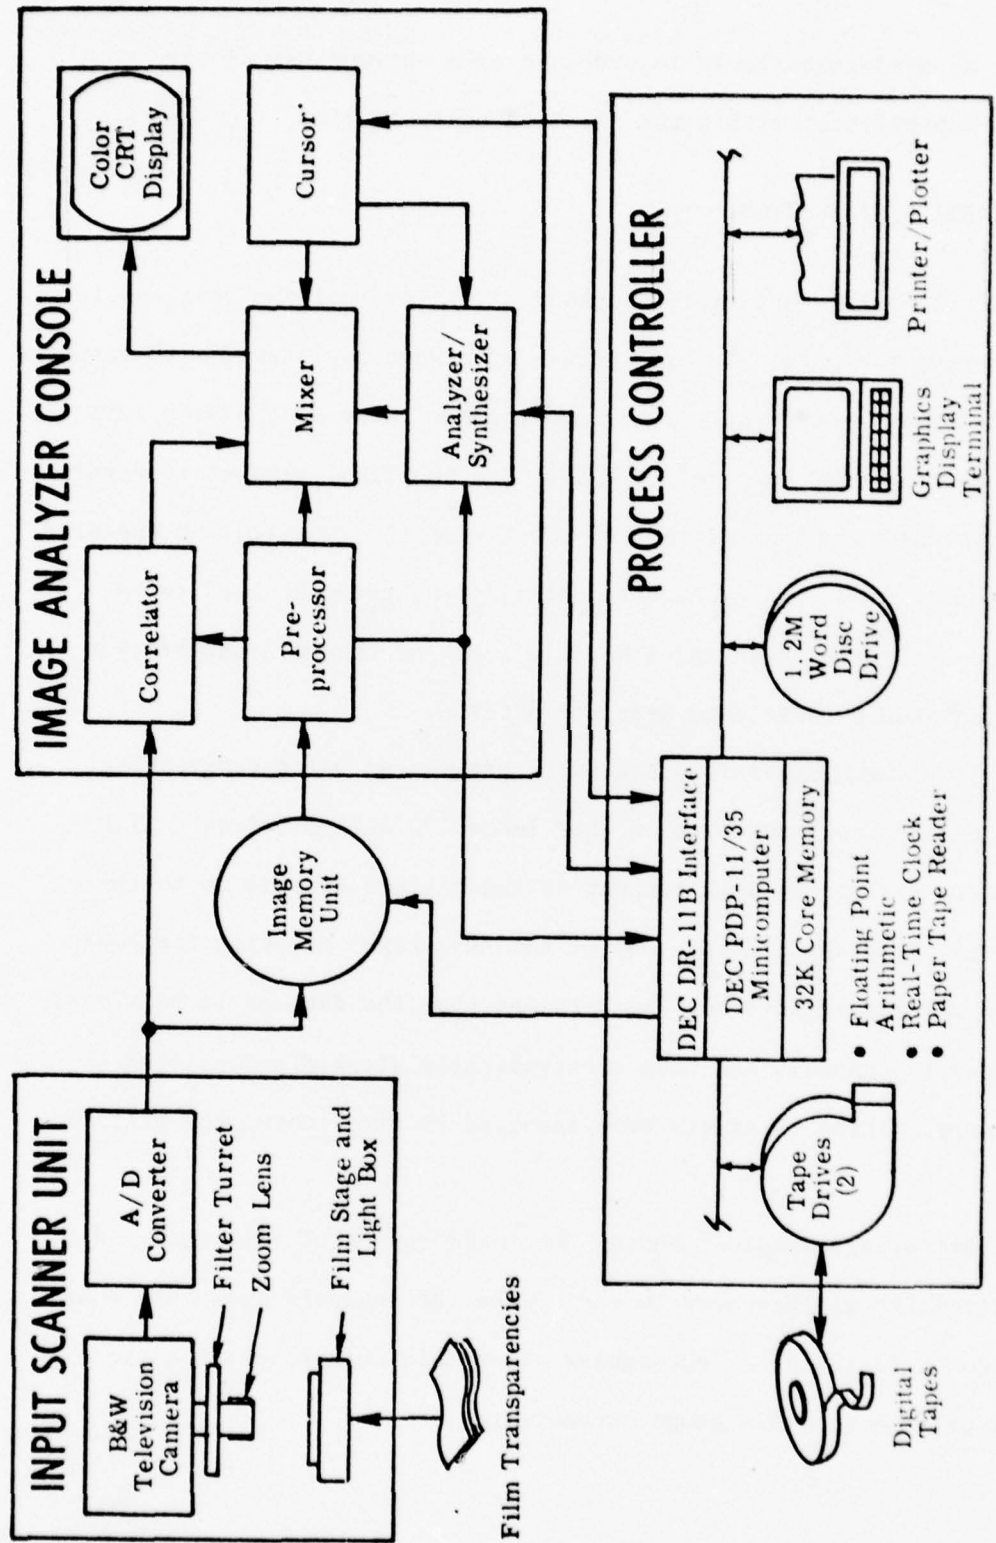 INPUT SCANNER UNIT
B&W
Television
Camera
A/D
Converter
Filter Turret
Zoom Lens
Film Stage and
Light Box
Film Transparencies
Image
Memory
Unit
IMAGE ANALYZER CONSOLE
Correlator
Pre-
processor
Mixer
Analyzer/
Synthesizer
Color
CRT
Display
Cursor
PROCESS CONTROLLER
DEC DR-11B Interface
DEC PDP-11/35
Minicomputer
32K Core Memory
• Floating Point
Arithmetic
• Real-Time Clock
• Paper Tape Reader
Tape
Drives
(2)
Digital
Tapes
1.2M
Word
Disc
Drive
Graphics
Display
Terminal
Printer/Plotter